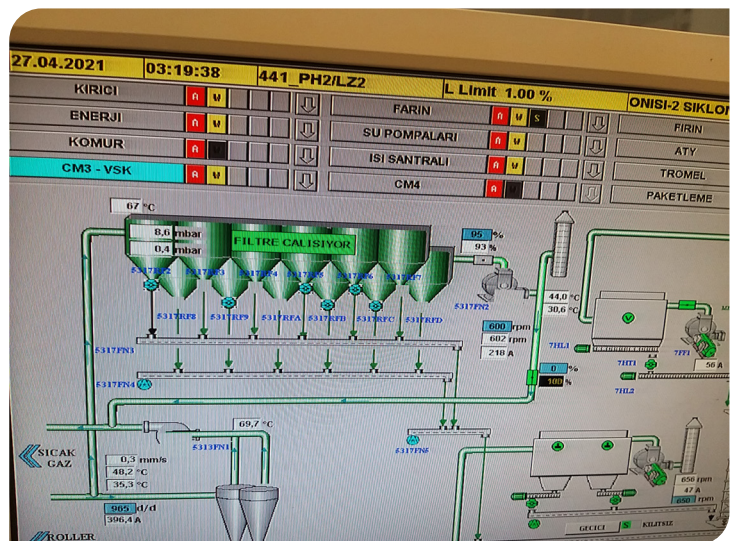 27.04.2021 03:19:38 441_PH2/LZ2 L Limit 1.00 % ONISI-2 SIKLON
KIRICI A W FARIN A W S FIRIN
ENERJI A W SU POMPALARI A W ATY
KOMUR A W ISI SANTRALI A W TROMEL
CM3 - VSK A W CM4 A W PAKETLEME
67 °C
8,6 mbar
0,4 mbar
FILTRE CALISIYOR
95 %
93 %
5317RF2 5317RF3 5317RF4 5317RF5 5317RF6 5317RF7
5317RF8 5317RF9 5317RFA 5317RFB 5317RFC 5317RFD
5317FN2
44,0 °C
30,6 °C
600 rpm
602 rpm
218 A
5317FN3
5317FN4
7HL1
7HT1
7FF1
56 A
7HL2
0 %
100 %
69,7 °C
5313FN1
5317FN5
SICAK
GAZ
0,3 mm/s
48,2 °C
35,3 °C
965 d/d
396,4 A
656 rpm
47 A
650 rpm
GECICI S KILITSIZ
ROLLER